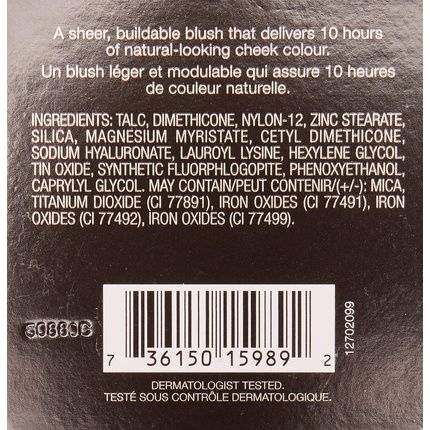 A sheer, buildable blush that delivers 10 hours
of natural-looking cheek colour.
Un blush léger et modulable qui assure 10 heures
de couleur naturelle.
INGREDIENTS: TALC, DIMETHICONE, NYLON-12, ZINC STEARATE,
SILICA, MAGNESIUM MYRISTATE, CETYL DIMETHICONE,
SODIUM HYALURONATE, LAUROYL LYSINE, HEXYLENE GLYCOL,
TIN OXIDE, SYNTHETIC FLUORPHLOGOPITE, PHENOXYETHANOL,
CAPRYLYL GLYCOL. MAY CONTAIN/PEUT CONTENIR/(+/-): MICA,
TITANIUM DIOXIDE (CI 77891), IRON OXIDES (CI 77491), IRON
OXIDES (CI 77492), IRON OXIDES (CI 77499).
12702099
7 36150 15989 2
DERMATOLOGIST TESTED.
TESTÉ SOUS CONTRÔLE DERMATOLOGIQUE.